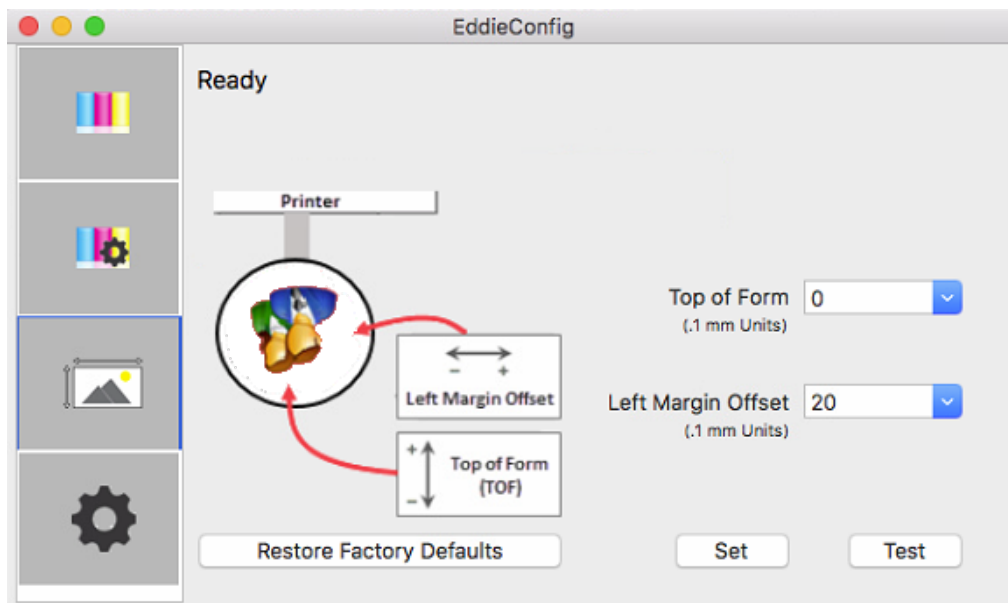 EddieConfig
Ready
Printer
- +
Left Margin Offset
+
Top of Form
(TOF)
-
Top of Form 0
(.1 mm Units)
Left Margin Offset 20
(.1 mm Units)
Restore Factory Defaults
Set
Test